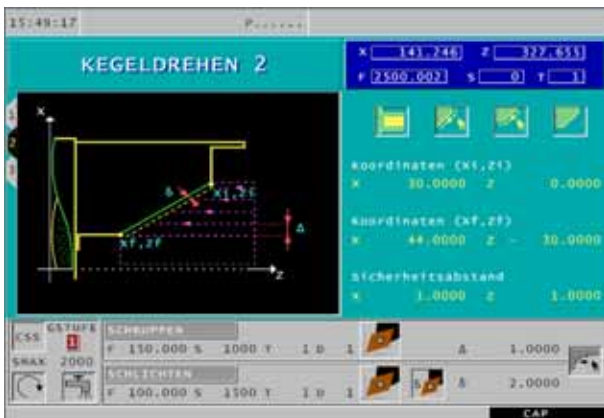 15:49:17 P......
KEGELDREHEN 2
X 141.246 Z 327.655
F 2500.002 S 0 T 1
1
2
3
X
δ
Xi,Zi
Δ
Xf,Zf
Z
Koordinaten (Xi,Zi)
X 30.0000 Z 0.0000
Koordinaten (Xf,Zf)
X 44.0000 Z - 30.0000
Sicherheitsabstand
X 1.0000 Z 1.0000
CSS GSTUFE 1
SMAX 2000
SCHRUPPEN
F 150.000 S 1000 T 1 D 1 Δ 1.0000
SCHLICHTEN
F 100.000 S 1500 T 1 D 1 δ 2.0000
CAP